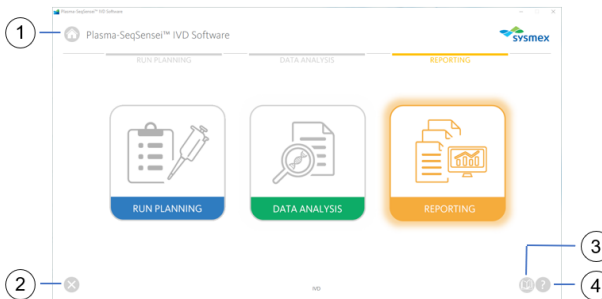 Plasma-SeqSensei™ IVD Software
1
Plasma-SeqSensei™ IVD Software
sysmex
RUN PLANNING
DATA ANALYSIS
REPORTING
RUN PLANNING
DATA ANALYSIS
REPORTING
3
2
IVD
?
4